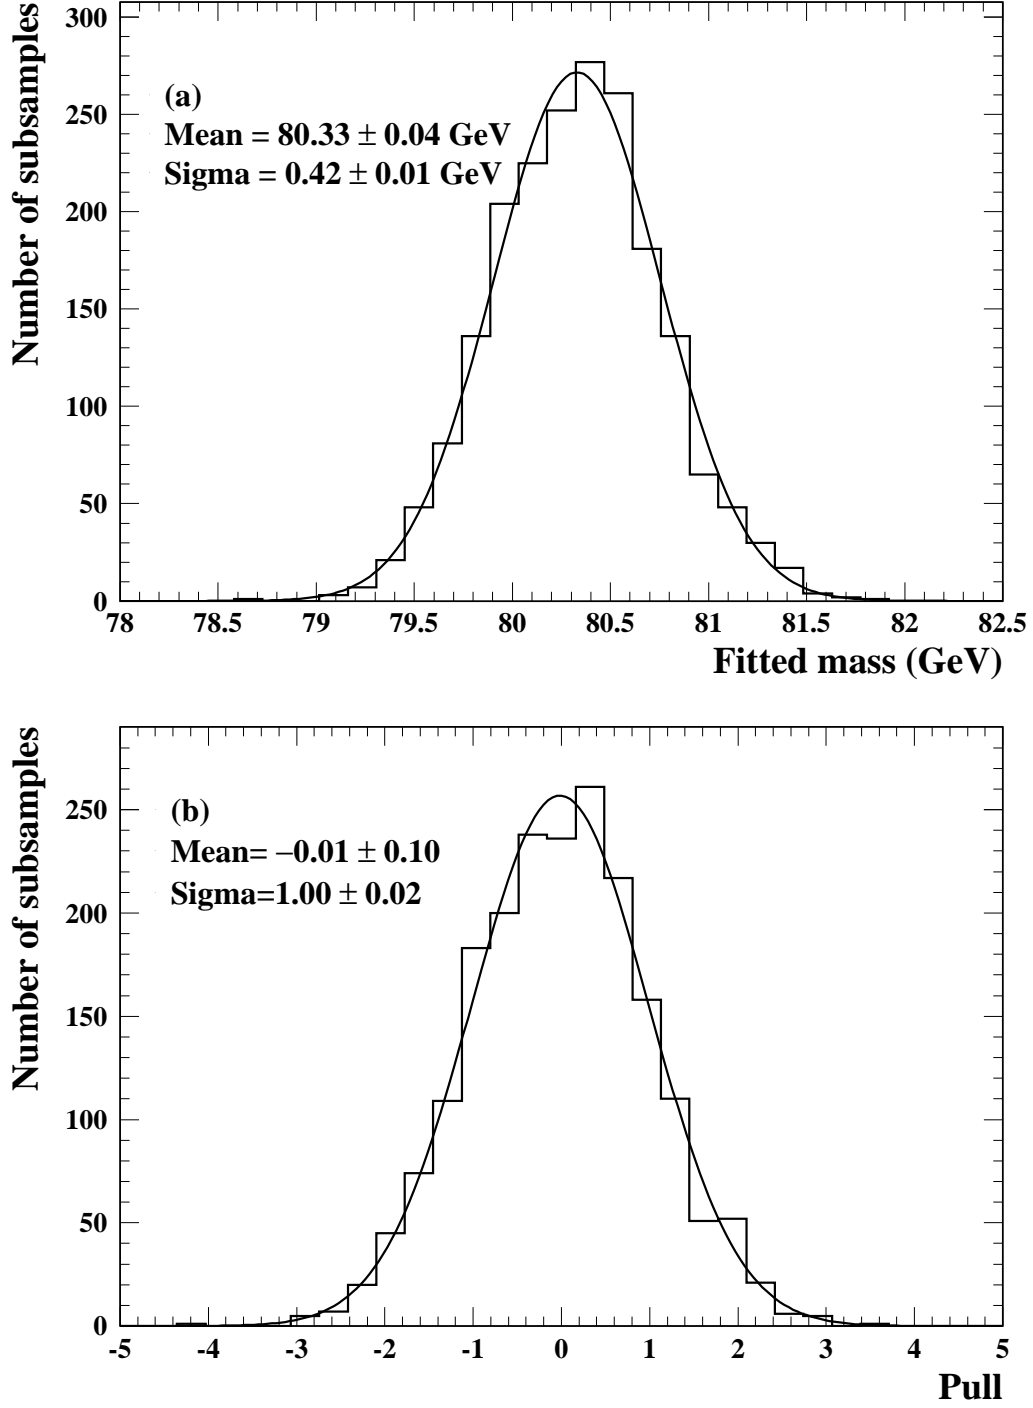 Number of subsamples
300
250
200
150
100
50
0
(a)
Mean = 80.33 ± 0.04 GeV
Sigma = 0.42 ± 0.01 GeV
78 78.5 79 79.5 80 80.5 81 81.5 82 82.5
Fitted mass (GeV)
Number of subsamples
250
200
150
100
50
0
(b)
Mean= −0.01 ± 0.10
Sigma=1.00 ± 0.02
-5 -4 -3 -2 -1 0 1 2 3 4 5
Pull